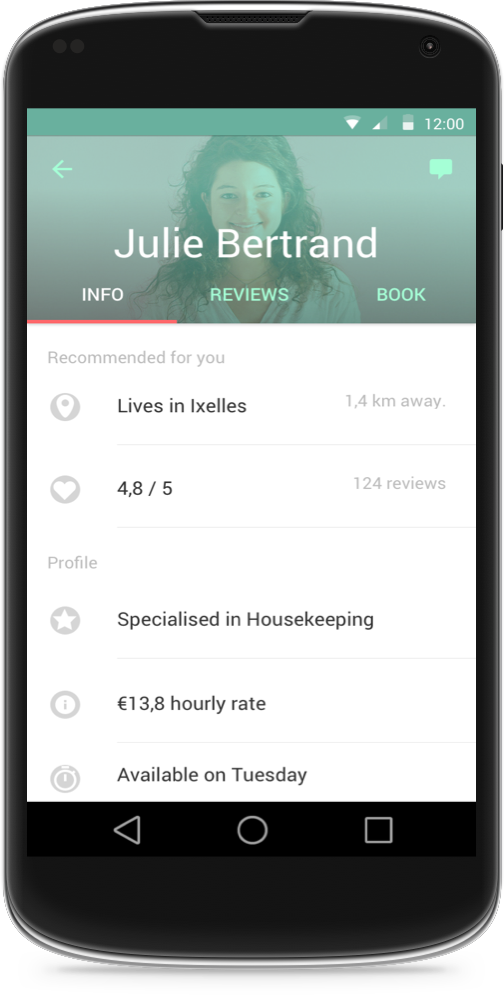 12:00
Julie Bertrand
INFO REVIEWS BOOK
Recommended for you
Lives in Ixelles 1,4 km away.
4,8 / 5 124 reviews
Profile
Specialised in Housekeeping
€13,8 hourly rate
Available on Tuesday